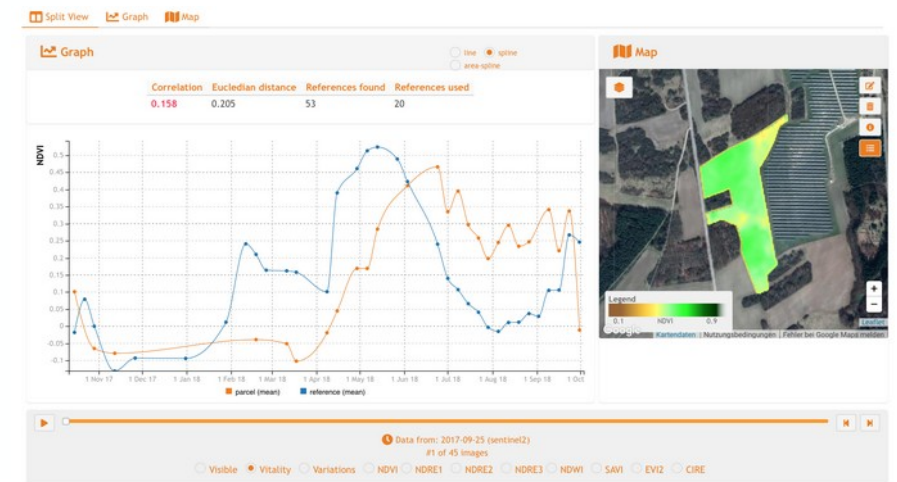 Split View Graph Map
Graph
line spline
area-spline
Map
Correlation Eucledian distance References found References used
0.158 0.205 53 20
NDVI
0.5
0.45
0.4
0.35
0.3
0.25
0.2
0.15
0.1
0.05
0
-0.05
-0.1
1 Nov 17 1 Dec 17 1 Jan 18 1 Feb 18 1 Mar 18 1 Apr 18 1 May 18 1 Jun 18 1 Jul 18 1 Aug 18 1 Sep 18 1 Oct
parcel (mean) reference (mean)
+
−
Legend
0.1 NDVI 0.9
Leaflet
Google
Kartendaten | Nutzungsbedingungen | Fehler bei Google Maps melden
Data from: 2017-09-25 (sentinel2)
#1 of 45 images
Visible Vitality Variations NDVI NDRE1 NDRE2 NDRE3 NDWI SAVI EVI2 CIRE